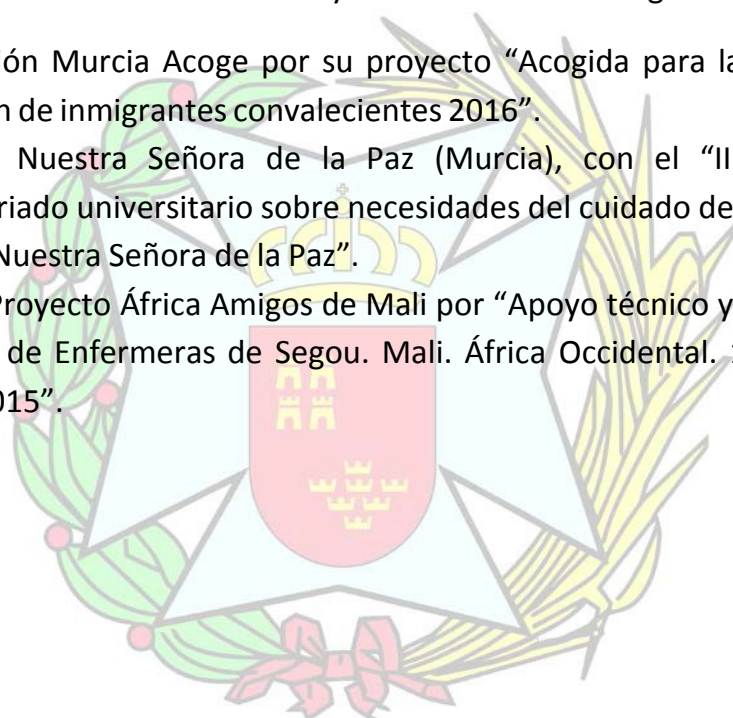 ión Murcia Acoge por su proyecto “Acogida para la
n de inmigrantes convalecientes 2016”.
Nuestra Señora de la Paz (Murcia), con el “II
riado universitario sobre necesidades del cuidado de
Nuestra Señora de la Paz”.
Proyecto África Amigos de Mali por “Apoyo técnico y
de Enfermeras de Segou. Mali. África Occidental.
015”.